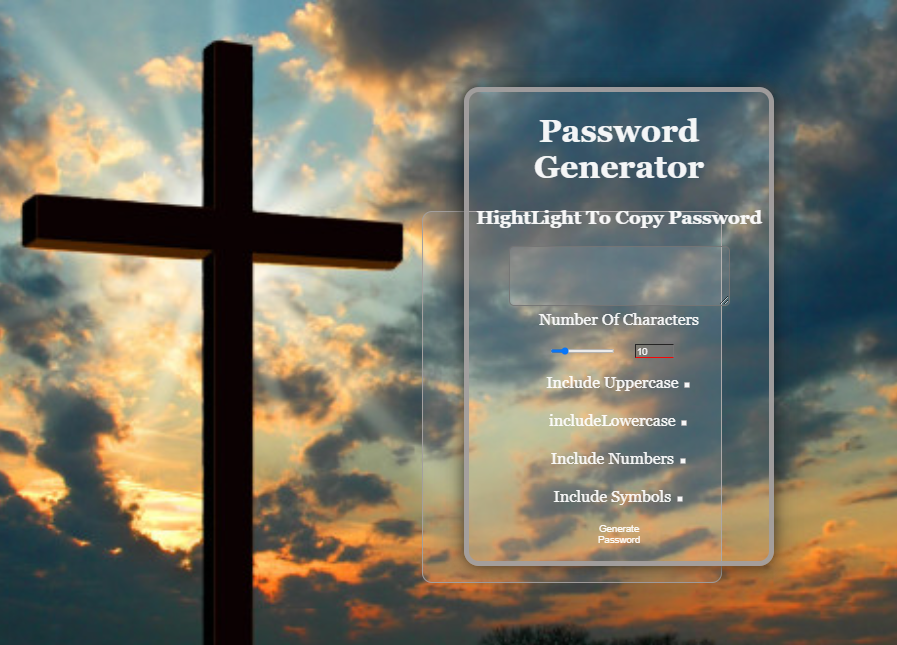 Password
Generator
HightLight To Copy Password
Number Of Characters
10
Include Uppercase
includeLowercase
Include Numbers
Include Symbols
Generate
Password